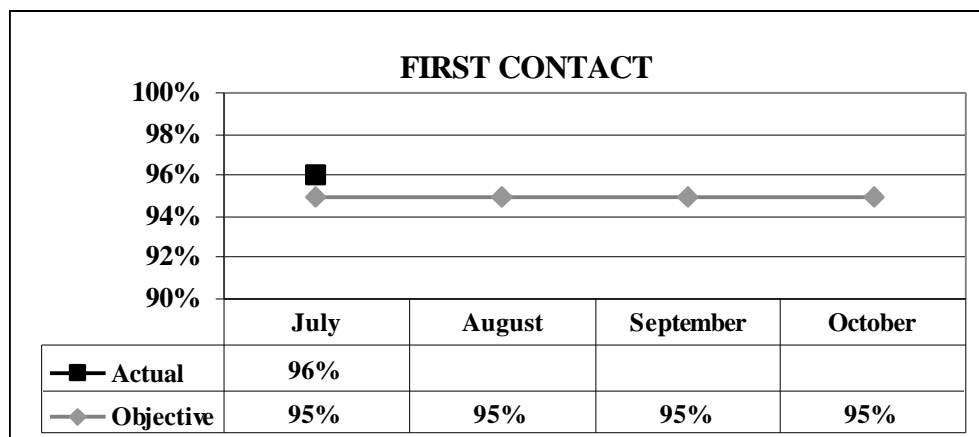 FIRST CONTACT
100%
98%
96%
94%
92%
90%
July August September October
Actual 96%
Objective 95% 95% 95% 95%